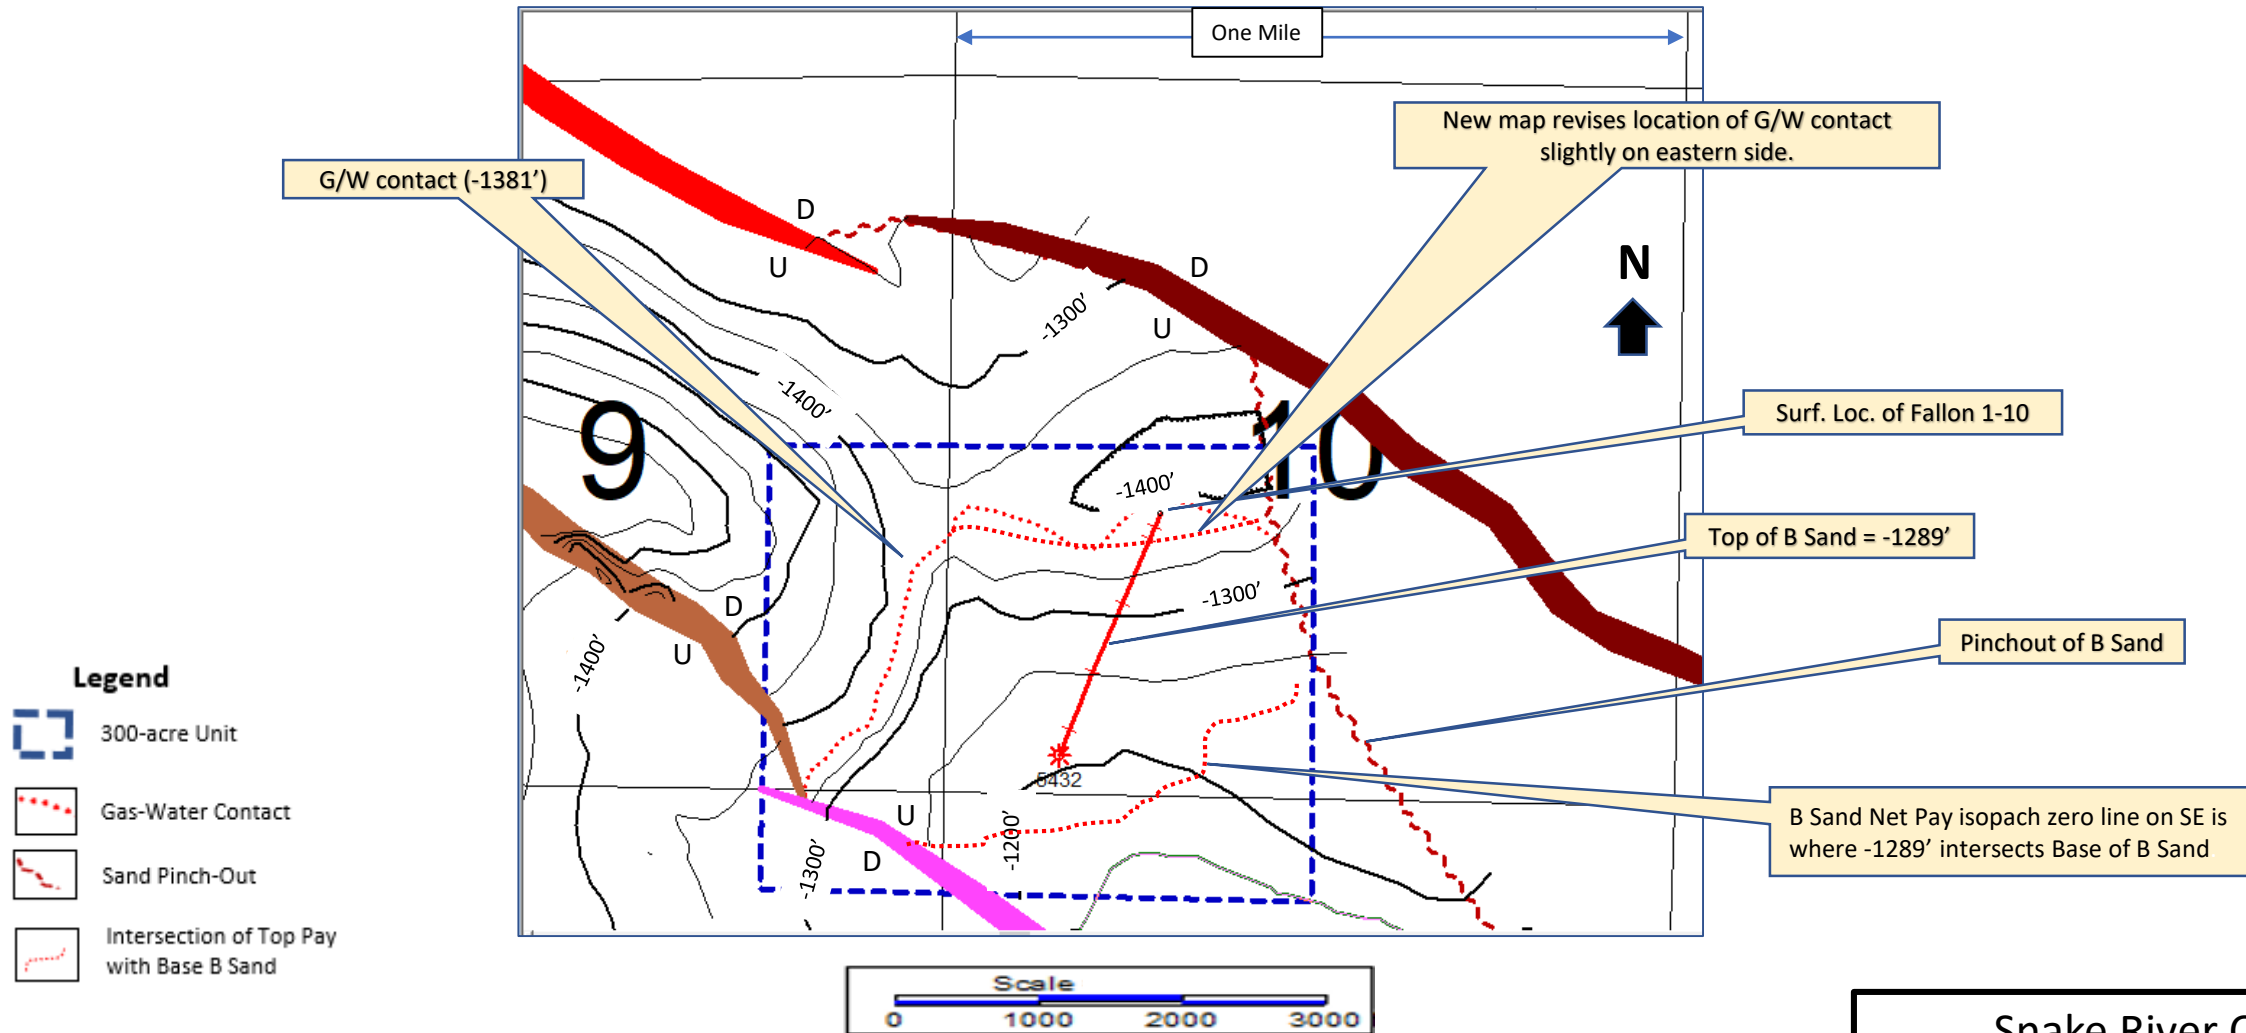 One Mile
New map revises location of G/W contact
slightly on eastern side.
G/W contact (-1381’)
D
U
D
U
N
-1300’
-1400’
9
10
Surf. Loc. of Fallon 1-10
-1400’
Top of B Sand = -1289’
-1300’
D
U
-1400’
Pinchout of B Sand
Legend
300-acre Unit
Gas-Water Contact
Sand Pinch-Out
Intersection of Top Pay
with Base B Sand
6432
U
D
-1200’
-1300’
B Sand Net Pay isopach zero line on SE is
where -1289’ intersects Base of B Sand
Scale
0 1000 2000 3000
Snake River